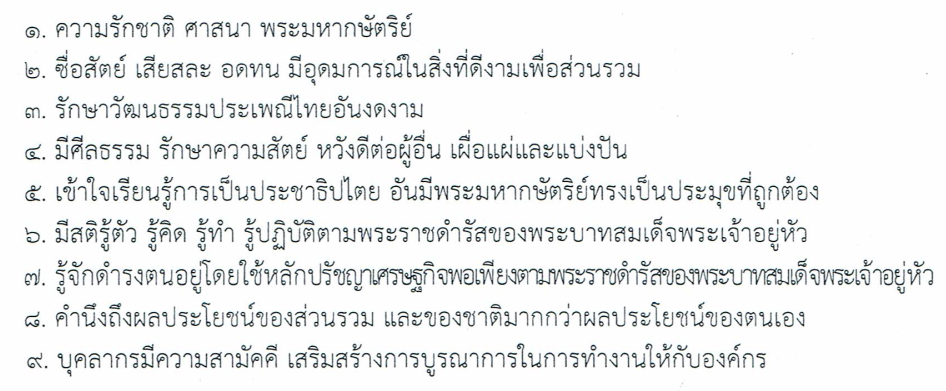 ๑. ความรักชาติ ศาสนา พระมหากษัตริย์
๒. ซื่อสัตย์ เสียสละ อดทน มีอุดมการณ์ในสิ่งที่ดีงามเพื่อส่วนรวม
๓. รักษาวัฒนธรรมประเพณีไทยอันงดงาม
๔. มีศีลธรรม รักษาความสัตย์ หวังดีต่อผู้อื่น เผื่อแผ่และแบ่งปัน
๕. เข้าใจเรียนรู้การเป็นประชาธิปไตย อันมีพระมหากษัตริย์ทรงเป็นประมุขที่ถูกต้อง
๖. มีสติรู้ตัว รู้คิด รู้ทำ รู้ปฏิบัติตามพระราชดำรัสของพระบาทสมเด็จพระเจ้าอยู่หัว
๗. รู้จักดำรงตนอยู่โดยใช้หลักปรัชญาเศรษฐกิจพอเพียงตามพระราชดำรัสของพระบาทสมเด็จพระเจ้าอยู่หัว
๘. คำนึงถึงผลประโยชน์ของส่วนรวม และของชาติมากกว่าผลประโยชน์ของตนเอง
๙. บุคลากรมีความสามัคคี เสริมสร้างการบูรณาการในการทำงานให้กับองค์กร